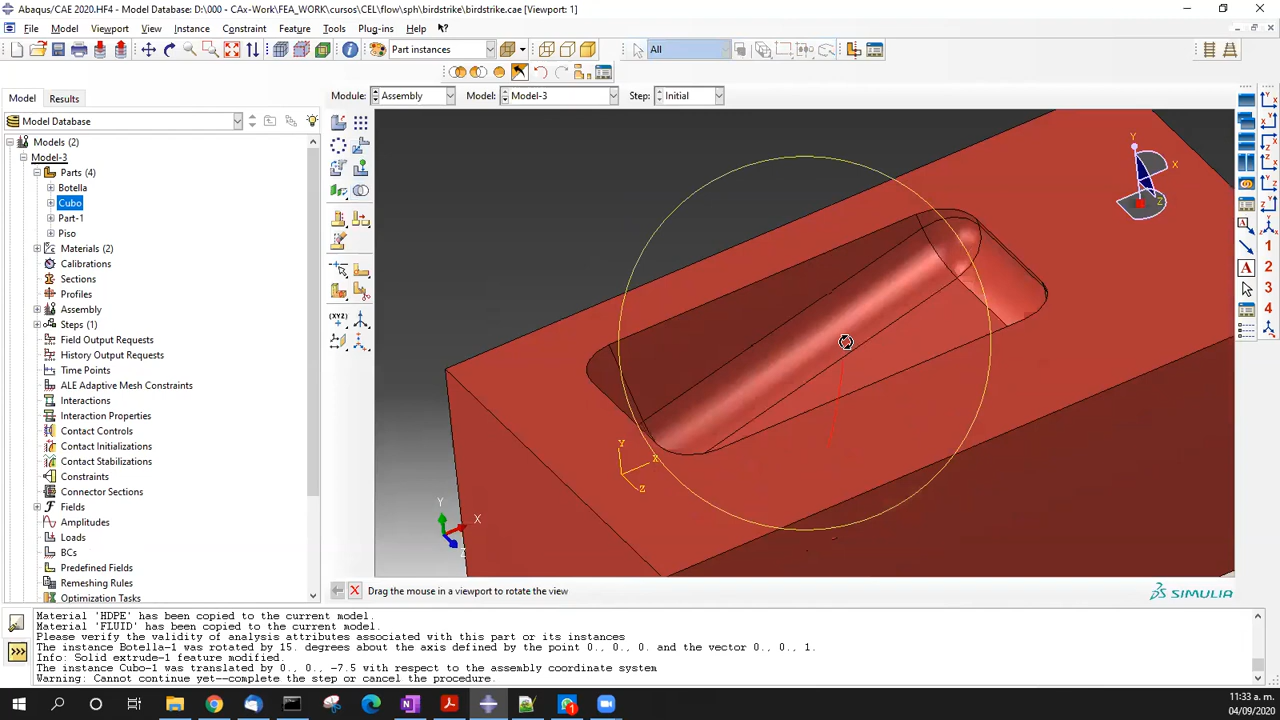 Abaqus/CAE 2020.HF4 - Model Database: D:\000 - CAx-Work\FEA_WORK\cursos\CEL\flow\sph\birdstrike\birdstrike.cae [Viewport: 1]
File Model Viewport View Instance Constraint Feature Tools Plug-ins Help
Part instances All
Model Results Module: Assembly Model: Model-3 Step: Initial
Model Database
Models (2)
Model-3
Parts (4)
Botella
Cubo
Part-1
Piso
Materials (2)
Calibrations
Sections
Profiles
Assembly
Steps (1)
Field Output Requests
History Output Requests
Time Points
ALE Adaptive Mesh Constraints
Interactions
Interaction Properties
Contact Controls
Contact Initializations
Contact Stabilizations
Constraints
Connector Sections
Fields
Amplitudes
Loads
BCs
Predefined Fields
Remeshing Rules
Optimization Tasks
(XYZ)
Y
X
Z
Y
X
Z
Y
X
Z
1
2
3
4
A
Drag the mouse in a viewport to rotate the view
SIMULIA
Material 'HDPE' has been copied to the current model.
Material 'FLUID' has been copied to the current model.
Please verify the validity of analysis attributes associated with this part or its instances
The instance Botella-1 was rotated by 15. degrees about the axis defined by the point 0., 0., 0. and the vector 0., 0., 1.
Info: Solid extrude-1 feature modified.
The instance Cubo-1 was translated by 0., 0., -7.5 with respect to the assembly coordinate system
Warning: Cannot continue yet--complete the step or cancel the procedure.
11:33 a. m.
04/09/2020